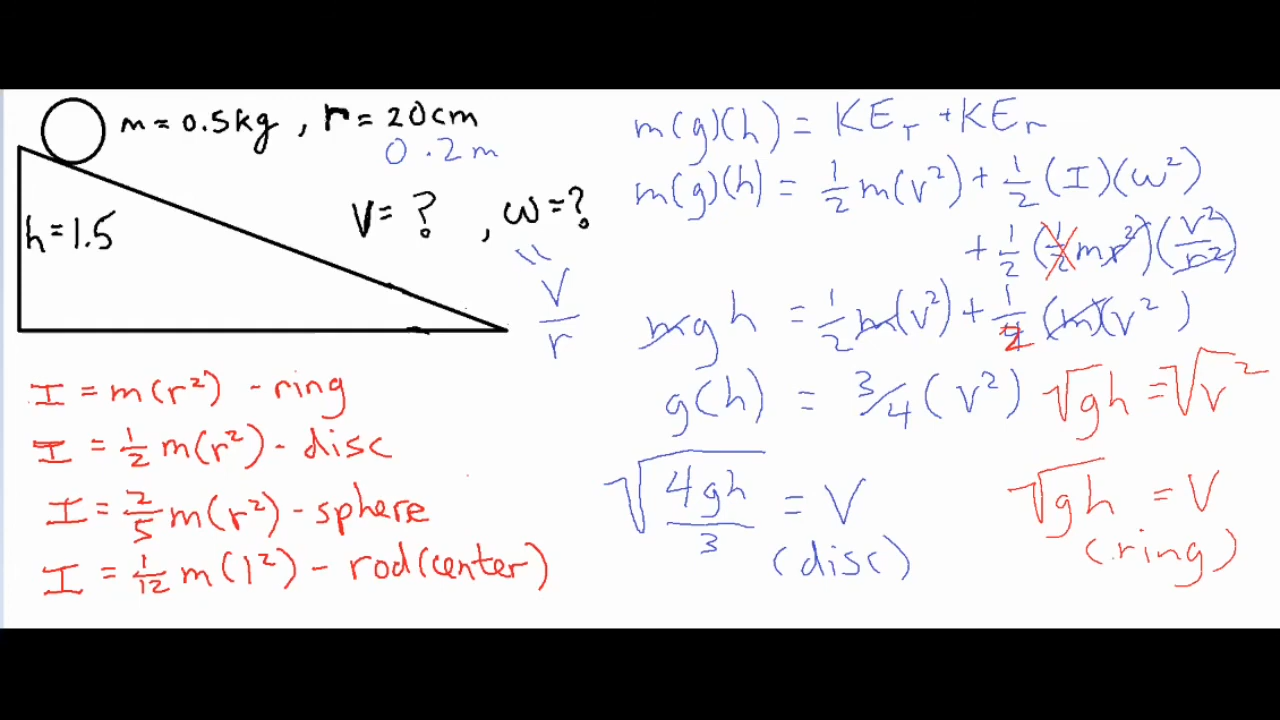 m = 0.5kg , r = 20cm
0.2m
h = 1.5
V = ? , ω = ?
"
V
r
I = m(r²) - ring
I = 1/2 m(r²) - disc
I = 2/5 m(r²) - sphere
I = 1/12 m(l²) - rod(center)
m(g)(h) = KE_T + KE_r
m(g)(h) = 1/2 m(v²) + 1/2 (I)(ω²)
+ 1/2 (1/2 mr²)(v²/r²)
mgh = 1/2 m(v²) + 1/2 (m)(v²)
g(h) = 3/4 (v²) √gh = √v²
√4gh/3 = V √gh = V
(disc) (ring)